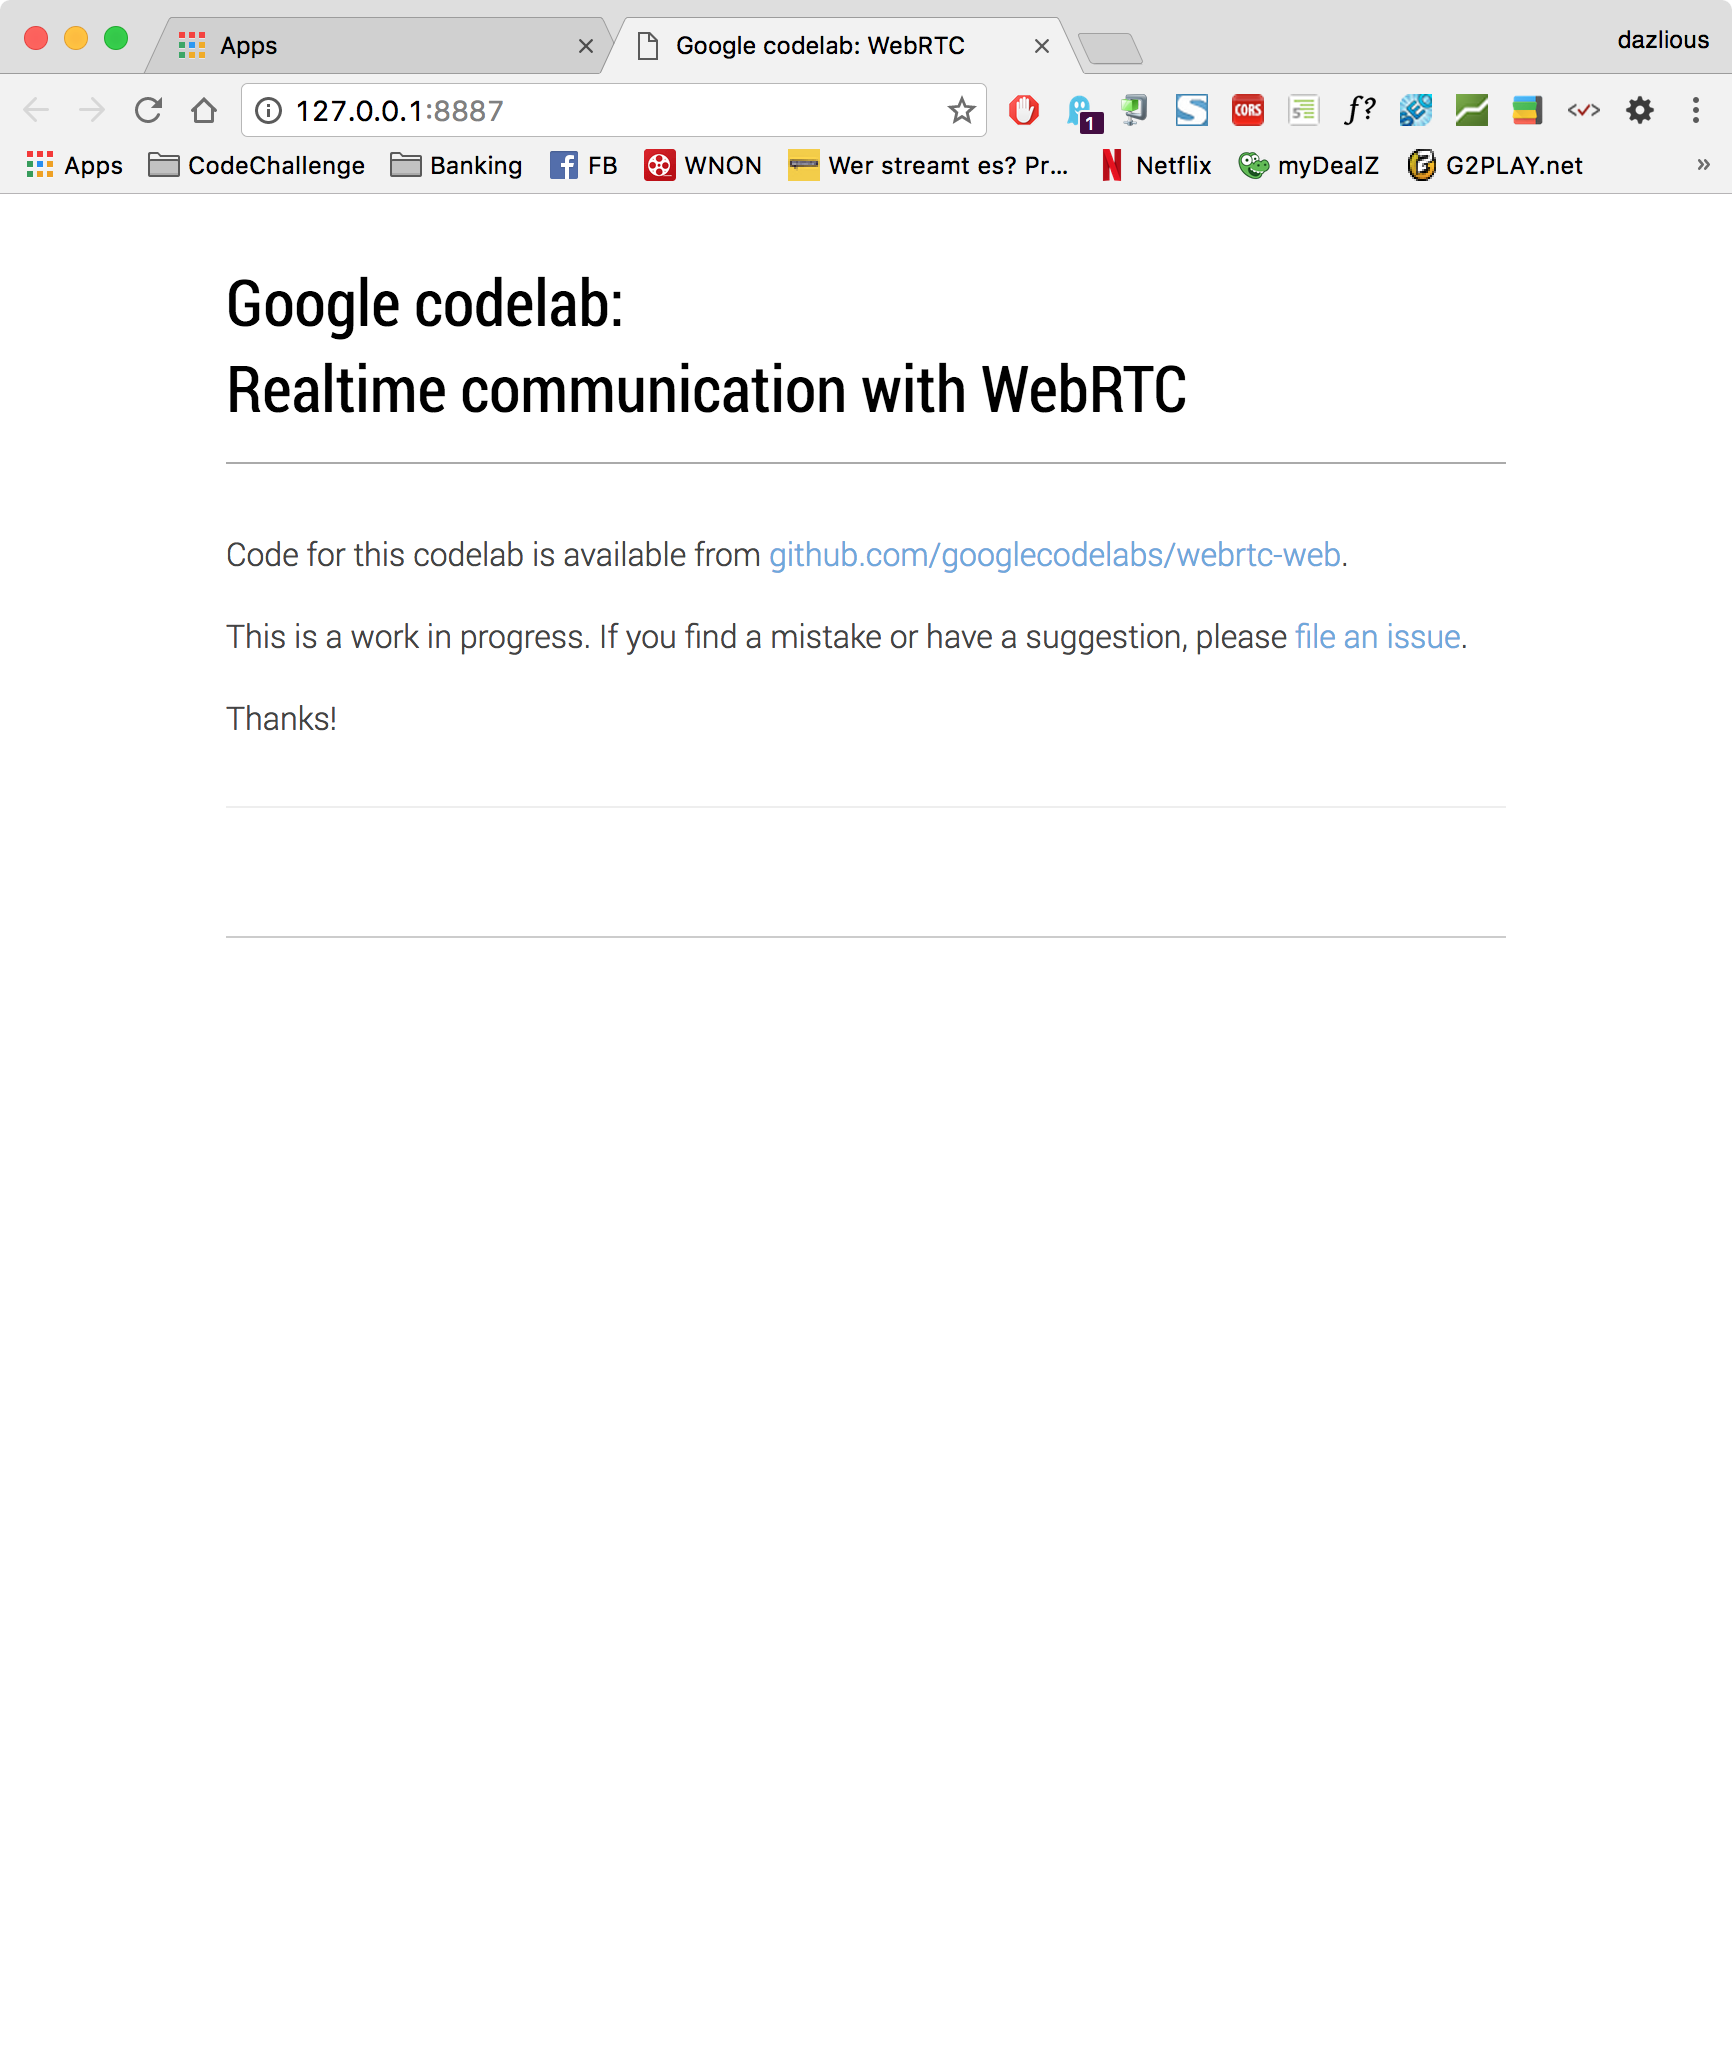 Apps
Google codelab: WebRTC
dazlious
127.0.0.1:8887
1
CORS
5
f?
Apps
CodeChallenge
Banking
FB
WNON
Wer streamt es? Pr...
Netflix
myDealZ
G2PLAY.net
»
Google codelab:
Realtime communication with WebRTC
Code for this codelab is available from github.com/googlecodelabs/webrtc-web.
This is a work in progress. If you find a mistake or have a suggestion, please file an issue.
Thanks!